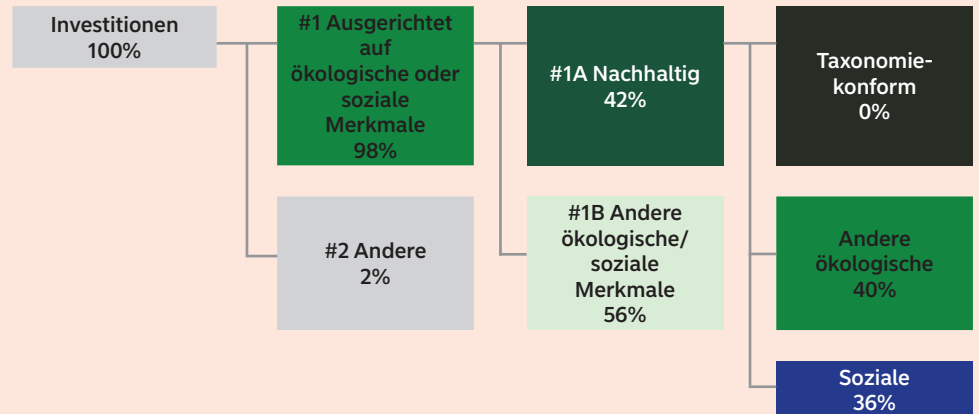 Investitionen
100%
#1 Ausgerichtet
auf
ökologische oder
soziale
Merkmale
98%
#2 Andere
2%
#1A Nachhaltig
42%
#1B Andere
ökologische/
soziale
Merkmale
56%
Taxonomie-
konform
0%
Andere
ökologische
40%
Soziale
36%